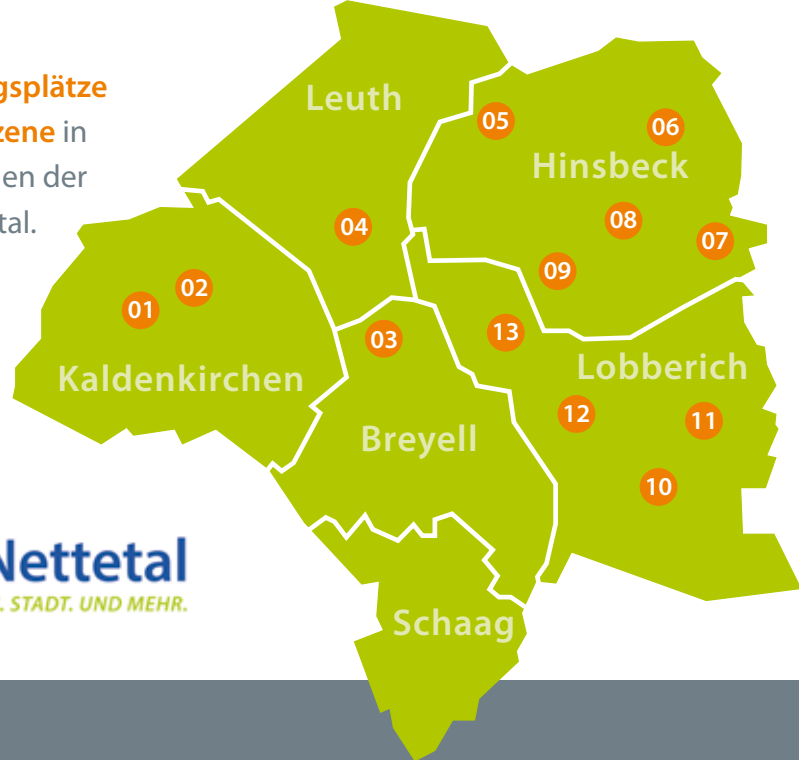 gsplätze
zene in
en der
tal.
Leuth
05
06
Hinsbeck
04
08
07
09
02
01
13
03
Lobberich
Kaldenkirchen
12
11
Breyell
10
Nettetal
. STADT. UND MEHR.
Schaag